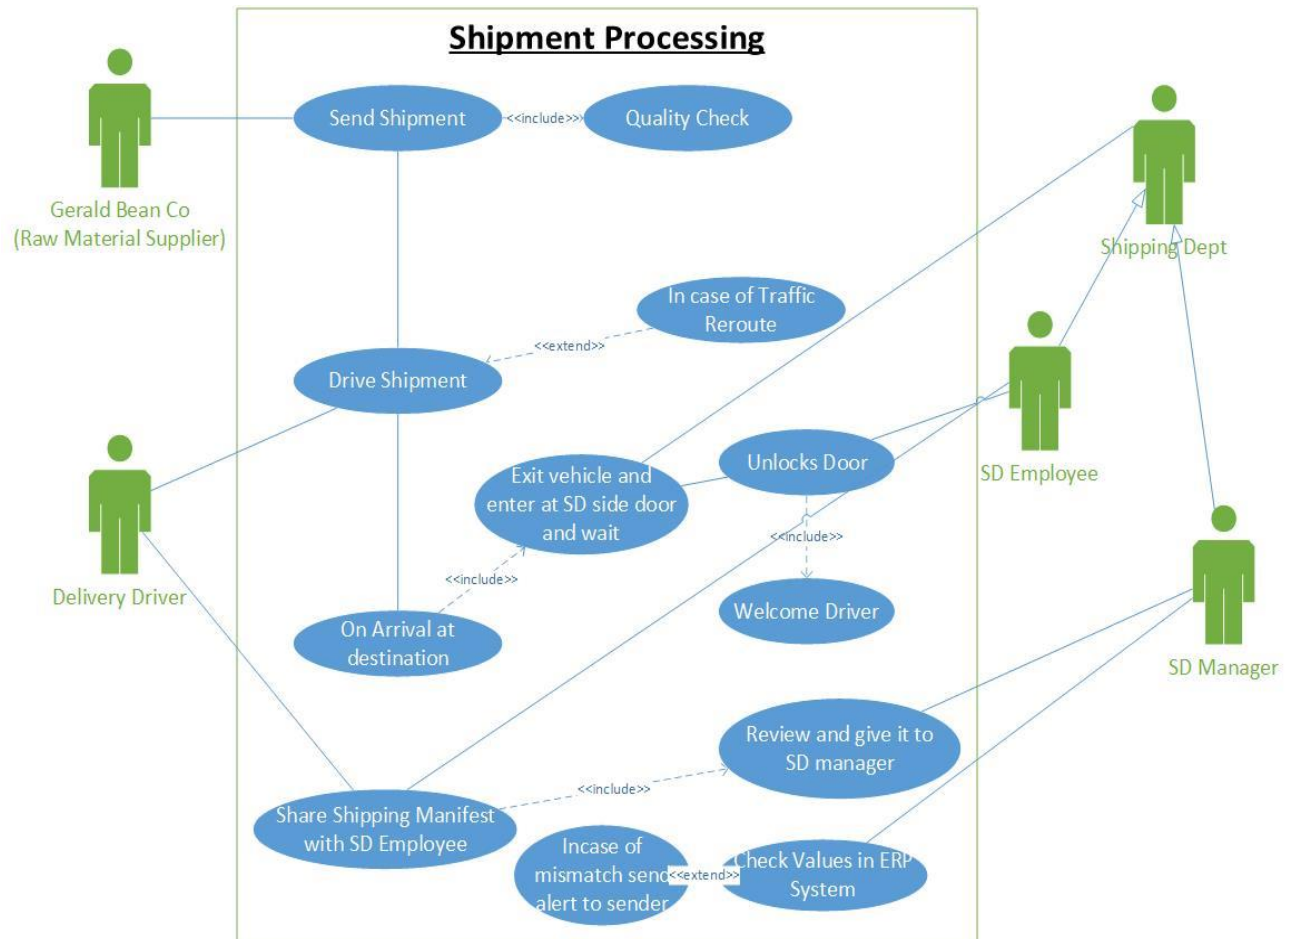 Shipment Processing
Send Shipment
<<include>>
Quality Check
Gerald Bean Co
(Raw Material Supplier)
Shipping Dept
In case of Traffic
Reroute
<<extend>>
Drive Shipment
Exit vehicle and
enter at SD side door
and wait
Unlocks Door
SD Employee
<<include>>
<<include>>
Delivery Driver
Welcome Driver
On Arrival at
destination
SD Manager
Review and give it to
SD manager
<<include>>
Share Shipping Manifest
with SD Employee
Incase of
mismatch send
alert to sender
<<extend>>
Check Values in ERP
System